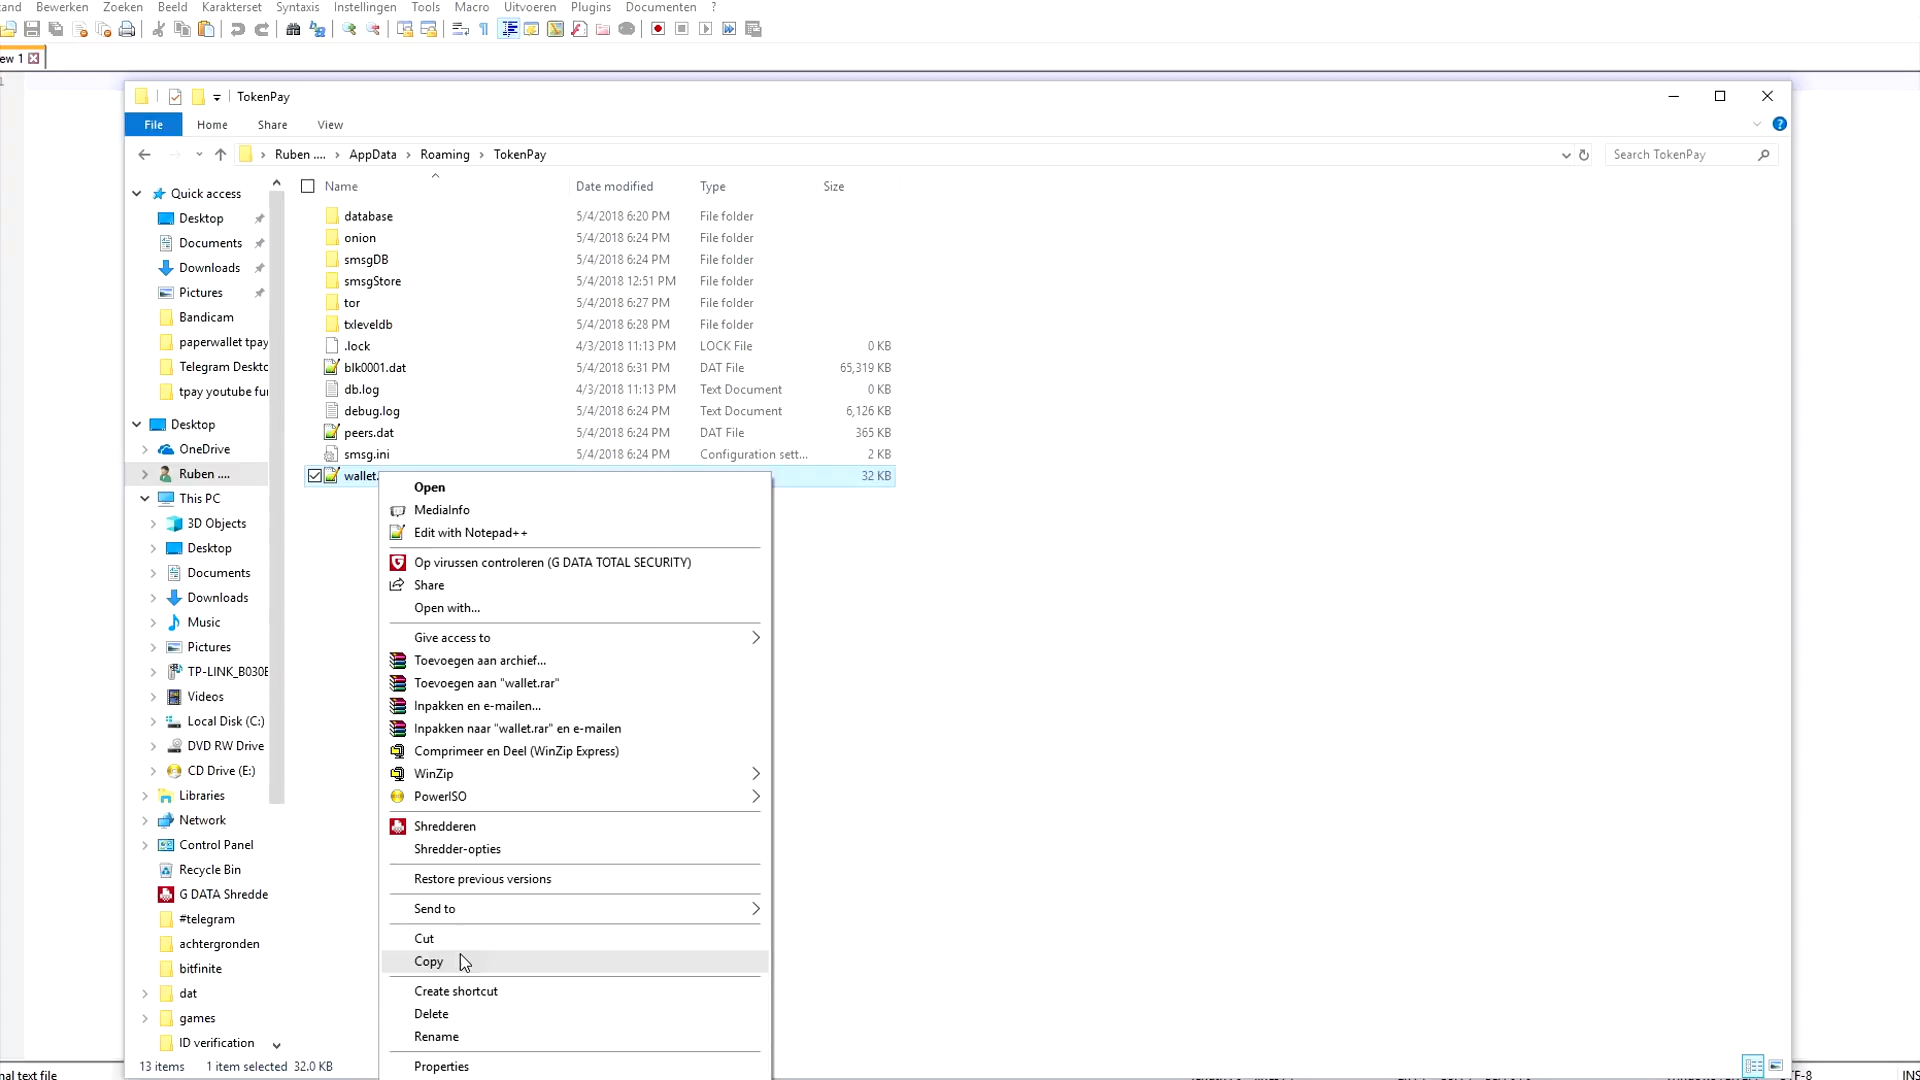 Bewerken Zoeken Beeld Karakterset Syntaxis Instellingen Tools Macro Uitvoeren Plugins Documenten ?
1
TokenPay
File Home Share View
Ruben .... › AppData › Roaming › TokenPay
Search TokenPay
Name Date modified Type Size
Quick access
Desktop
Documents
Downloads
Pictures
Bandicam
paperwallet tpay
Telegram Deskto
tpay youtube fu
Desktop
OneDrive
Ruben ....
This PC
3D Objects
Desktop
Documents
Downloads
Music
Pictures
TP-LINK_B030E
Videos
Local Disk (C:)
DVD RW Drive
CD Drive (E:)
Libraries
Network
Control Panel
Recycle Bin
G DATA Shredde
#telegram
achtergronden
bitfinite
dat
games
ID verification
database 5/4/2018 6:20 PM File folder
onion 5/4/2018 6:24 PM File folder
smsgDB 5/4/2018 6:24 PM File folder
smsgStore 5/4/2018 12:51 PM File folder
tor 5/4/2018 6:27 PM File folder
txleveldb 5/4/2018 6:28 PM File folder
.lock 4/3/2018 11:13 PM LOCK File 0 KB
blk0001.dat 5/4/2018 6:31 PM DAT File 65,319 KB
db.log 4/3/2018 11:13 PM Text Document 0 KB
debug.log 5/4/2018 6:24 PM Text Document 6,126 KB
peers.dat 5/4/2018 6:24 PM DAT File 365 KB
smsg.ini 5/4/2018 6:24 PM Configuration sett... 2 KB
wallet. 32 KB
Open
MediaInfo
Edit with Notepad++
Op virussen controleren (G DATA TOTAL SECURITY)
Share
Open with...
Give access to
Toevoegen aan archief...
Toevoegen aan "wallet.rar"
Inpakken en e-mailen...
Inpakken naar "wallet.rar" en e-mailen
Comprimeer en Deel (WinZip Express)
WinZip
PowerISO
Shredderen
Shredder-opties
Restore previous versions
Send to
Cut
Copy
Create shortcut
Delete
Rename
Properties
13 items 1 item selected 32.0 KB
nal text file
INS